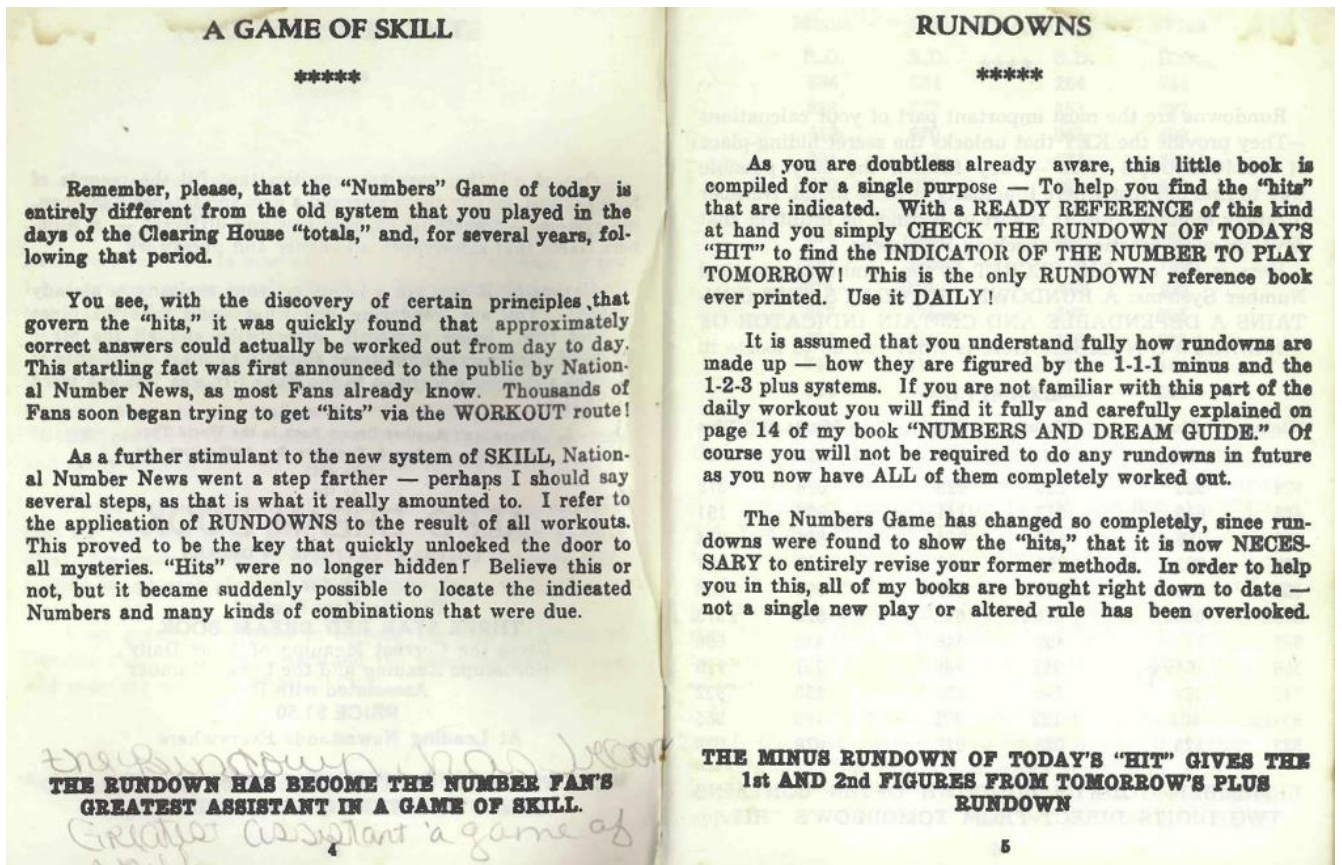 A GAME OF SKILL
*****
Remember, please, that the "Numbers" Game of today is
entirely different from the old system that you played in the
days of the Clearing House "totals," and, for several years, fol-
lowing that period.
You see, with the discovery of certain principles that
govern the "hits," it was quickly found that approximately
correct answers could actually be worked out from day to day.
This startling fact was first announced to the public by Nation-
al Number News, as most Fans already know. Thousands of
Fans soon began trying to get "hits" via the WORKOUT route!
As a further stimulant to the new system of SKILL, Nation-
al Number News went a step farther — perhaps I should say
several steps, as that is what it really amounted to. I refer to
the application of RUNDOWNS to the result of all workouts.
This proved to be the key that quickly unlocked the door to
all mysteries. "Hits" were no longer hidden! Believe this or
not, but it became suddenly possible to locate the indicated
Numbers and many kinds of combinations that were due.
the Rundown has becom
THE RUNDOWN HAS BECOME THE NUMBER FAN'S
GREATEST ASSISTANT IN A GAME OF SKILL.
Greatist assistant a game of
4
RUNDOWNS
*****
As you are doubtless already aware, this little book is
compiled for a single purpose — To help you find the "hits"
that are indicated. With a READY REFERENCE of this kind
at hand you simply CHECK THE RUNDOWN OF TODAY'S
"HIT" to find the INDICATOR OF THE NUMBER TO PLAY
TOMORROW! This is the only RUNDOWN reference book
ever printed. Use it DAILY!
It is assumed that you understand fully how rundowns are
made up — how they are figured by the 1-1-1 minus and the
1-2-3 plus systems. If you are not familiar with this part of the
daily workout you will find it fully and carefully explained on
page 14 of my book "NUMBERS AND DREAM GUIDE." Of
course you will not be required to do any rundowns in future
as you now have ALL of them completely worked out.
The Numbers Game has changed so completely, since run-
downs were found to show the "hits," that it is now NECES-
SARY to entirely revise your former methods. In order to help
you in this, all of my books are brought right down to date —
not a single new play or altered rule has been overlooked.
THE MINUS RUNDOWN OF TODAY'S "HIT" GIVES THE
1st AND 2nd FIGURES FROM TOMORROW'S PLUS
RUNDOWN
5